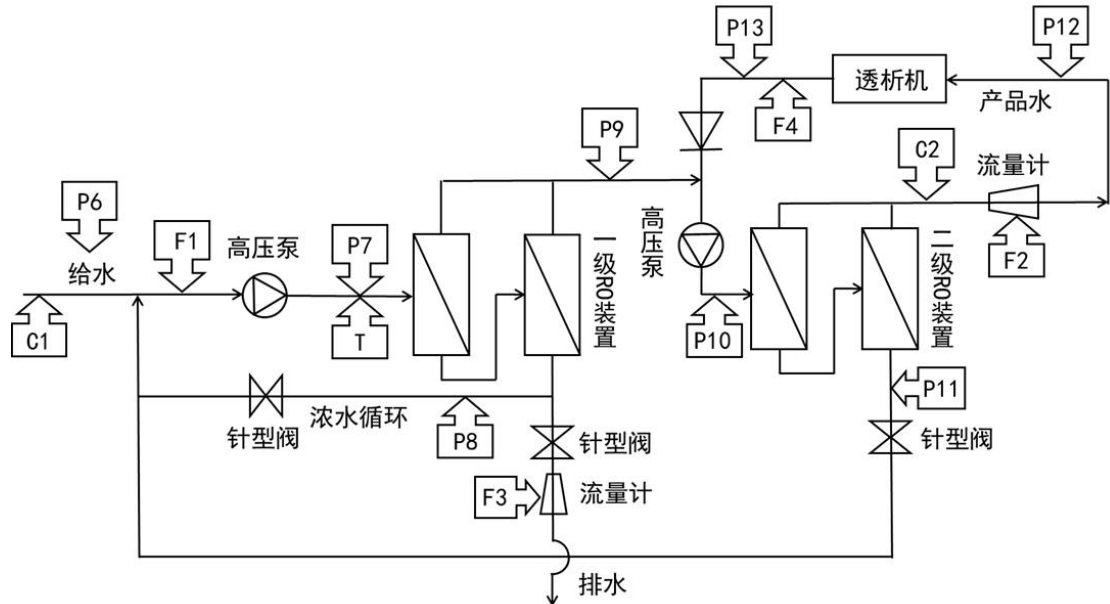 P13
P12
透析机
产品水
F4
P9
C2
流量计
P6
F1
高压泵
P7
一级RO装置
高压泵
F2
二级RO装置
给水
C1
T
P10
P11
浓水循环
针型阀
P8
针型阀
针型阀
F3
流量计
排水